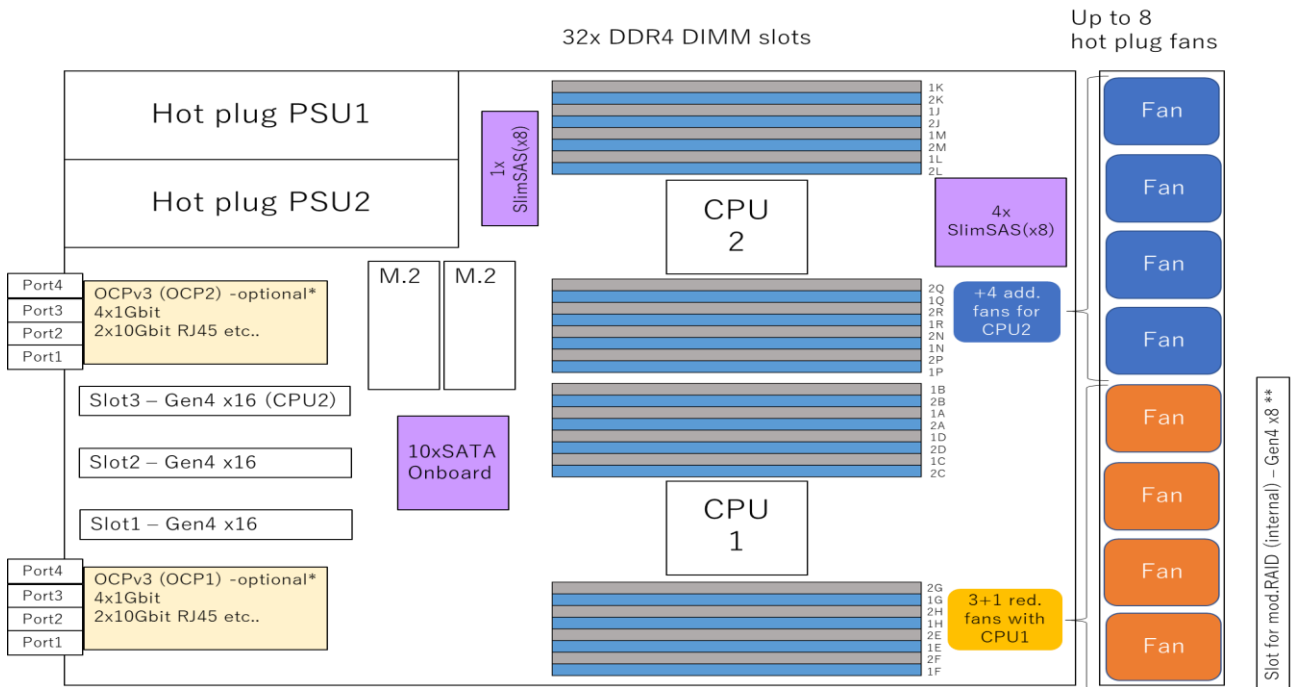 32x DDR4 DIMM slots
Up to 8
hot plug fans
Hot plug PSU1
Hot plug PSU2
1x
SlimSAS(x8)
1K
2K
1J
2J
1M
2M
1L
2L
CPU
2
4x
SlimSAS(x8)
Fan
Fan
Fan
Fan
Port4
Port3
Port2
Port1
OCPv3 (OCP2) -optional*
4x1Gbit
2x10Gbit RJ45 etc..
M.2
M.2
2Q
1Q
2R
1R
2N
1N
2P
1P
+4 add.
fans for
CPU2
Slot3 – Gen4 x16 (CPU2)
Slot2 – Gen4 x16
Slot1 – Gen4 x16
10xSATA
Onboard
1B
2B
1A
2A
1D
2D
1C
2C
CPU
1
Fan
Fan
Fan
Fan
Port4
Port3
Port2
Port1
OCPv3 (OCP1) -optional*
4x1Gbit
2x10Gbit RJ45 etc..
2G
1G
2H
1H
2E
1E
2F
1F
3+1 red.
fans with
CPU1
Slot for mod.RAID (internal) – Gen4 x8 **